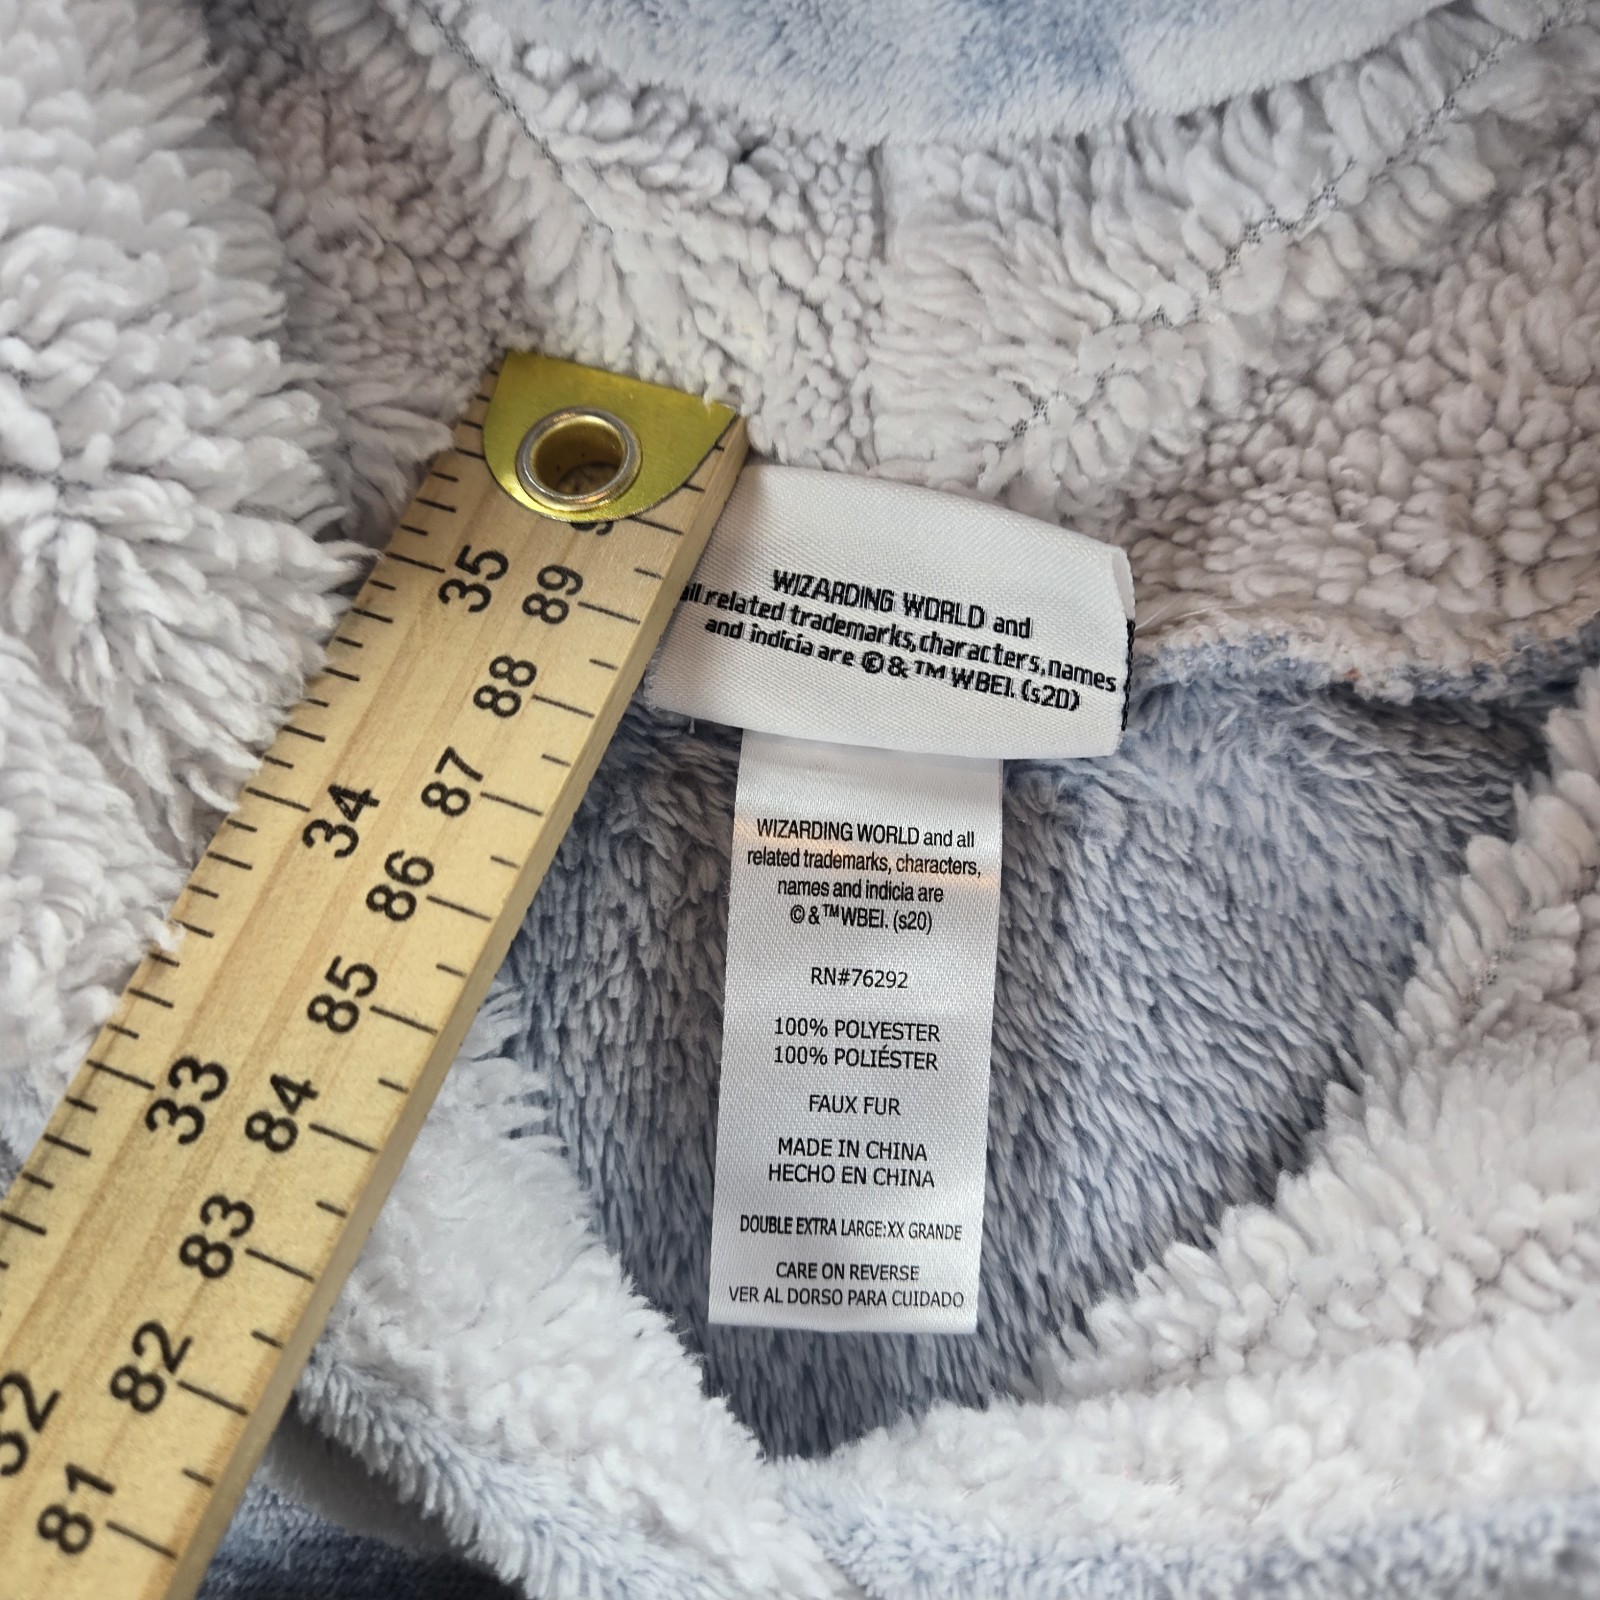 WIZARDING WORLD and
all related trademarks, characters, names
and indicia are ©&™ WBEI. (s20)
WIZARDING WORLD and all
related trademarks, characters,
names and indicia are
©&™WBEI. (s20)
RN#76292
100% POLYESTER
100% POLIÉSTER
FAUX FUR
MADE IN CHINA
HECHO EN CHINA
DOUBLE EXTRA LARGE:XX GRANDE
CARE ON REVERSE
VER AL DORSO PARA CUIDADO
35
34
33
32
89
88
87
86
85
84
83
82
81